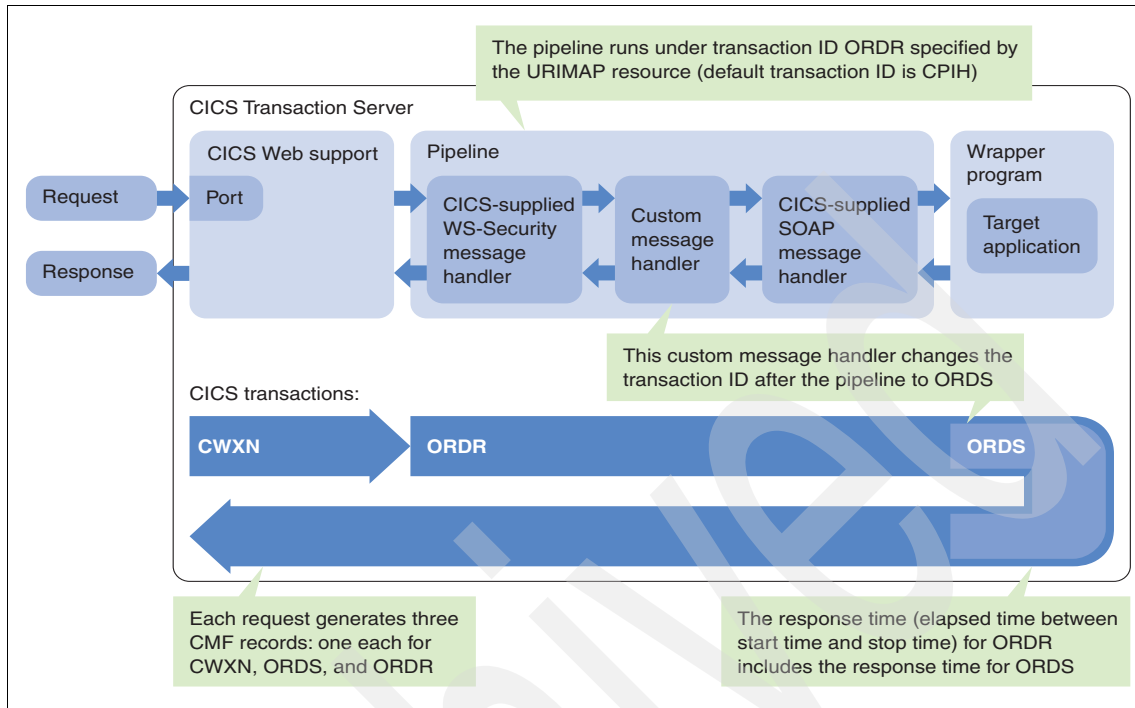 The pipeline runs under transaction ID ORDR specified by
the URIMAP resource (default transaction ID is CPIH)
CICS Transaction Server
CICS Web support
Pipeline
Wrapper
program
Request
Port
Response
CICS-supplied
WS-Security
message
handler
Custom
message
handler
CICS-supplied
SOAP
message
handler
Target
application
This custom message handler changes the
transaction ID after the pipeline to ORDS
CICS transactions:
CWXN
ORDR
ORDS
Each request generates three
CMF records: one each for
CWXN, ORDS, and ORDR
The response time (elapsed time between
start time and stop time) for ORDR
includes the response time for ORDS